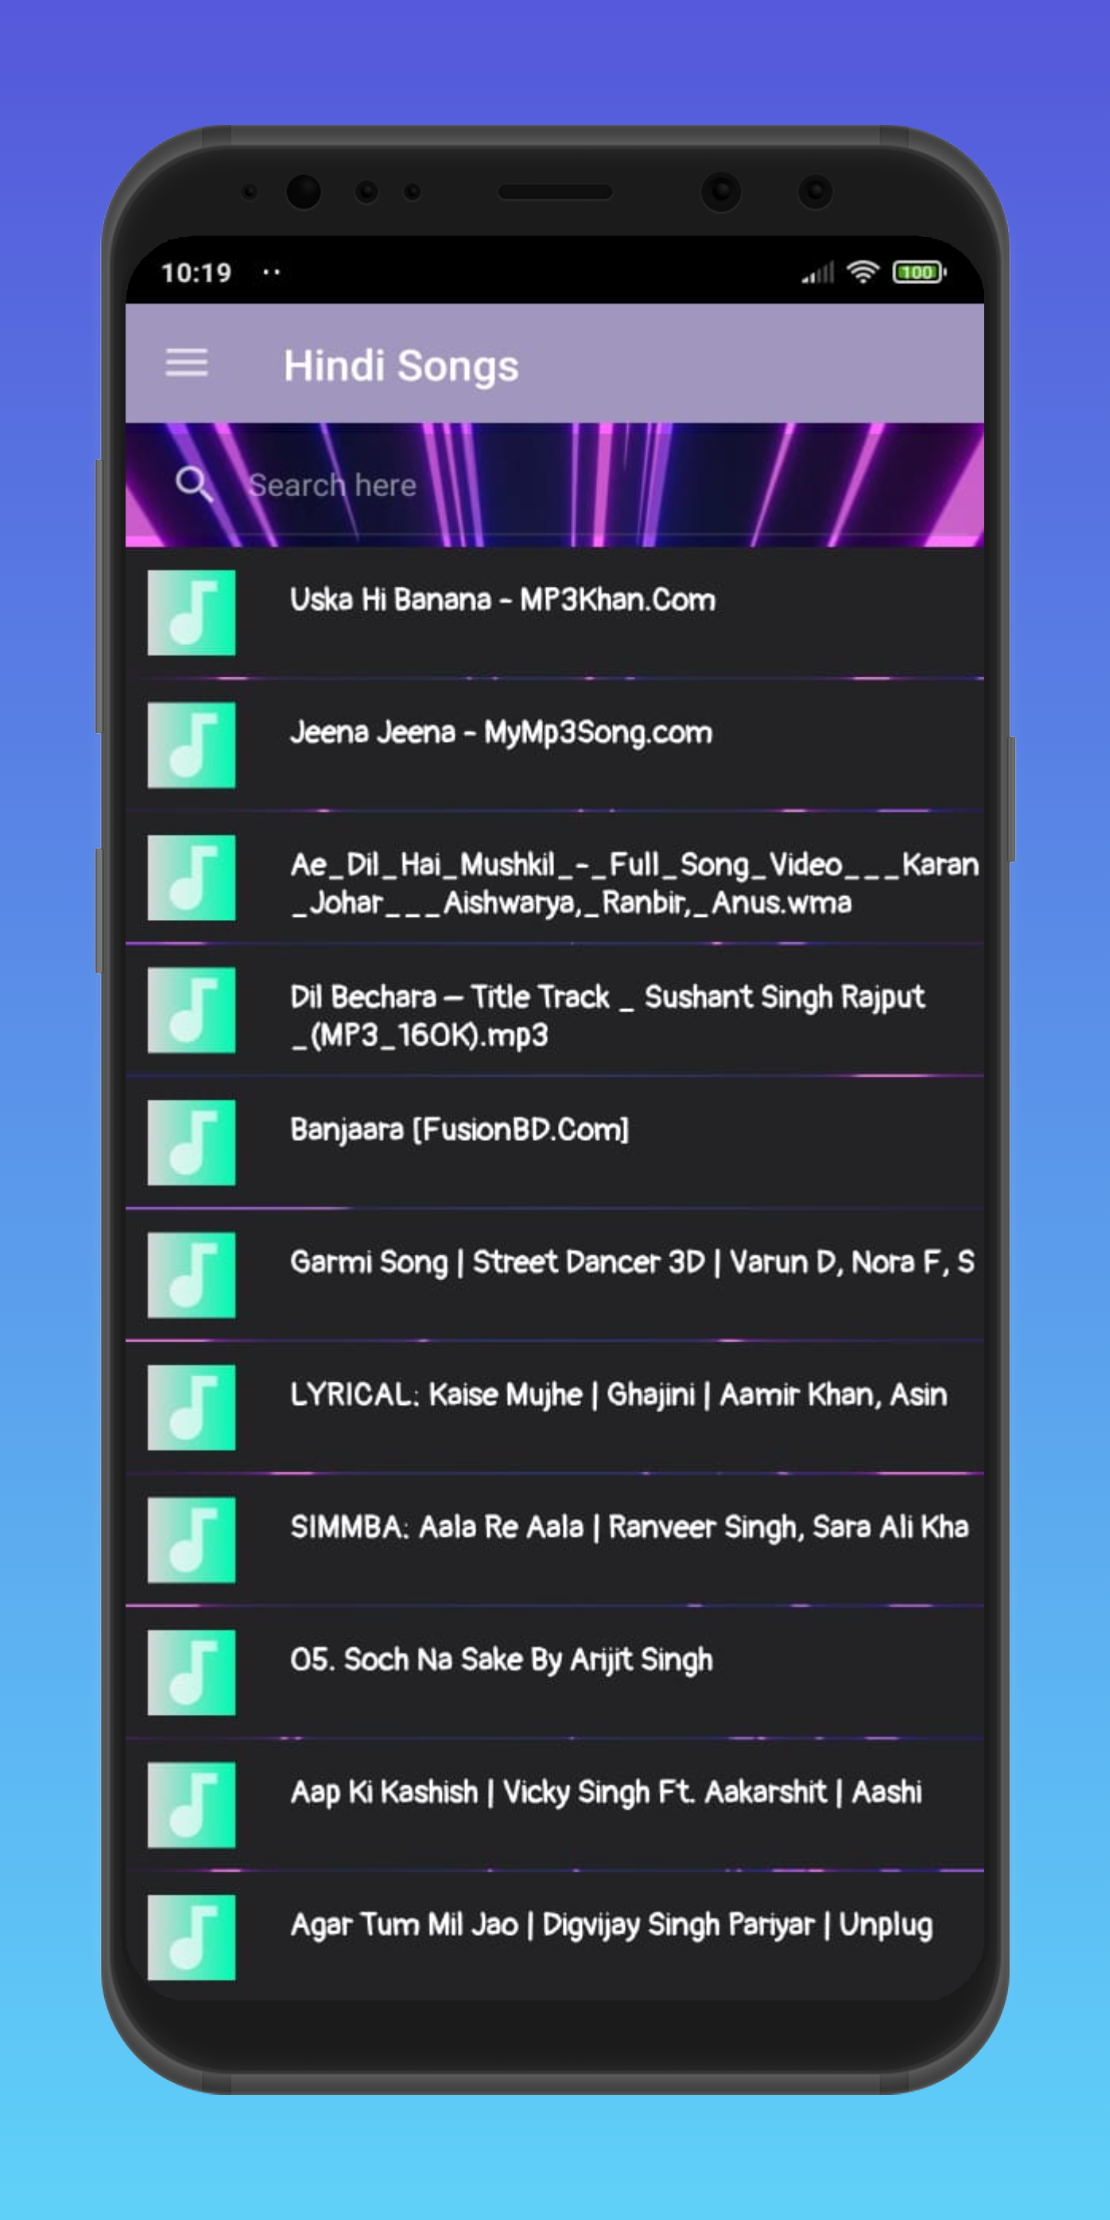 10:19
100
Hindi Songs
Search here
Uska Hi Banana - MP3Khan.Com
Jeena Jeena - MyMp3Song.com
Ae_Dil_Hai_Mushkil_-_Full_Song_Video___Karan
_Johar___Aishwarya,_Ranbir,_Anus.wma
Dil Bechara – Title Track _ Sushant Singh Rajput
_(MP3_160K).mp3
Banjaara [FusionBD.Com]
Garmi Song | Street Dancer 3D | Varun D, Nora F, S
LYRICAL: Kaise Mujhe | Ghajini | Aamir Khan, Asin
SIMMBA: Aala Re Aala | Ranveer Singh, Sara Ali Kha
05. Soch Na Sake By Arijit Singh
Aap Ki Kashish | Vicky Singh Ft. Aakarshit | Aashi
Agar Tum Mil Jao | Digvijay Singh Pariyar | Unplug